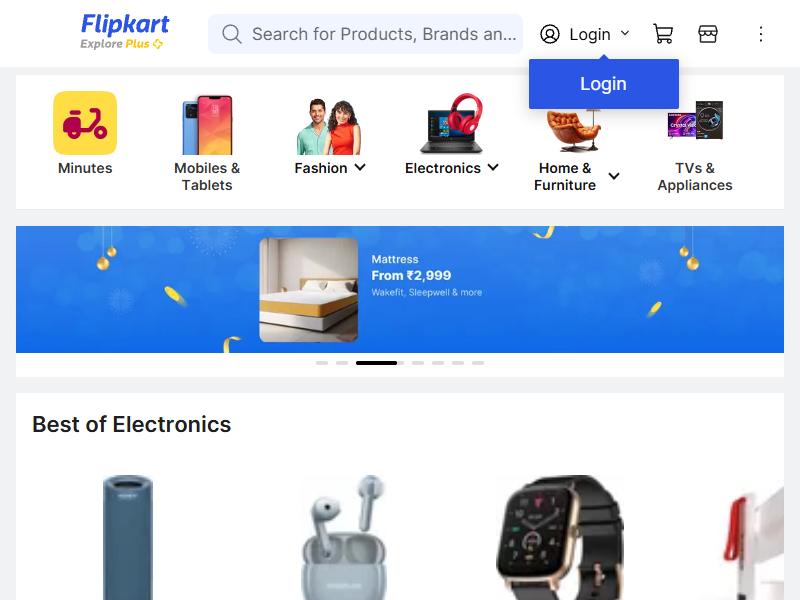 Flipkart
Explore Plus
Search for Products, Brands an...
Login
Login
Minutes
Mobiles & Tablets
Fashion
Electronics
Home & Furniture
TVs & Appliances
Mattress
From ₹2,999
Wakefit, Sleepwell & more
Best of Electronics